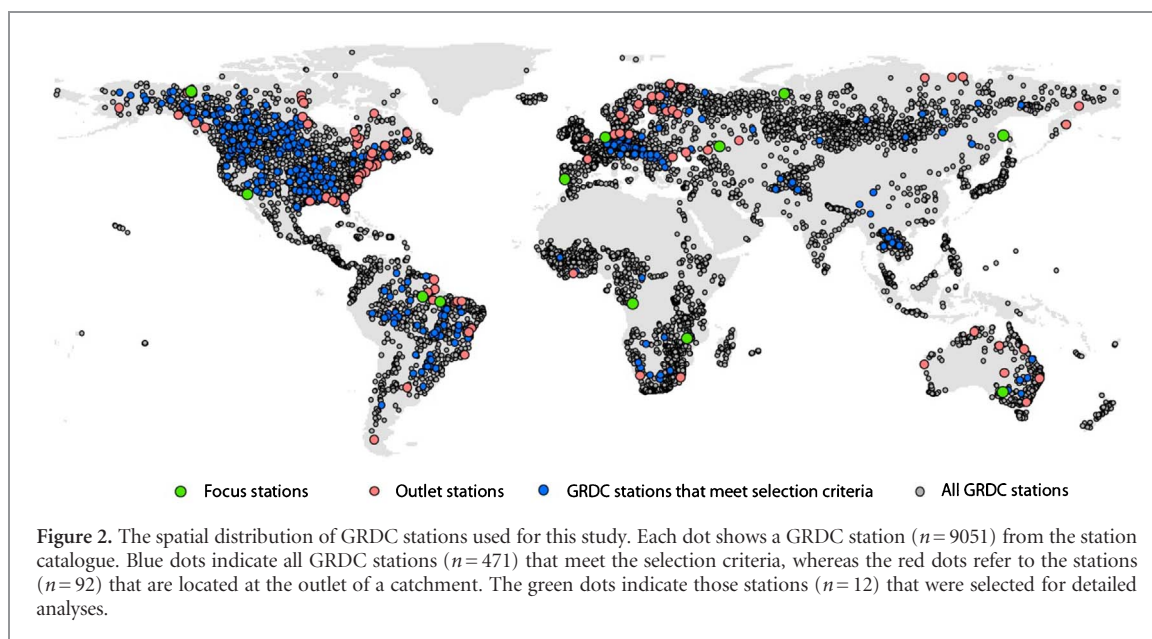 Focus stations
Outlet stations
GRDC stations that meet selection criteria
All GRDC stations
Figure 2. The spatial distribution of GRDC stations used for this study. Each dot shows a GRDC station (n = 9051) from the station
catalogue. Blue dots indicate all GRDC stations (n = 471) that meet the selection criteria, whereas the red dots refer to the stations
(n = 92) that are located at the outlet of a catchment. The green dots indicate those stations (n = 12) that were selected for detailed
analyses.